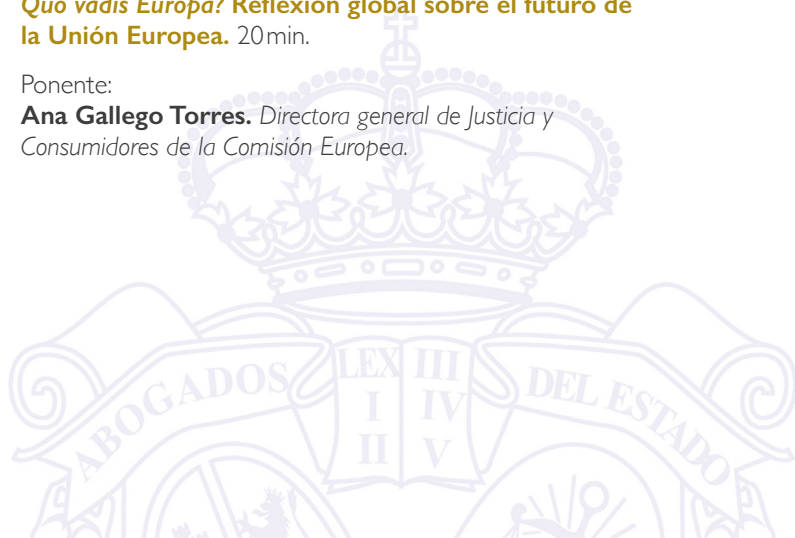 Quo vadis Europa? Reflexión global sobre el futuro de
la Unión Europea. 20 min.
Ponente:
Ana Gallego Torres. Directora general de Justicia y
Consumidores de la Comisión Europea.
ABOGADOS
LEX III
I IV
II V
DEL ESTADO